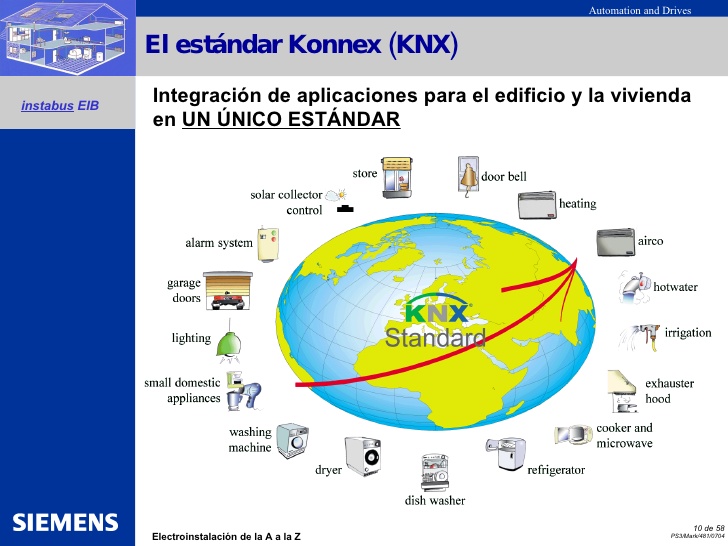 Automation and Drives
El estándar Konnex (KNX)
instabus EIB
Integración de aplicaciones para el edificio y la vivienda
en UN ÚNICO ESTÁNDAR
store
door bell
solar collector
control
heating
alarm system
airco
garage
doors
hotwater
KNX®
Standard
lighting
irrigation
small domestic
appliances
exhauster
hood
washing
machine
cooker and
microwave
dryer
refrigerator
dish washer
SIEMENS
Electroinstalación de la A a la Z
10 de 58
PS3/Mark/481/0704